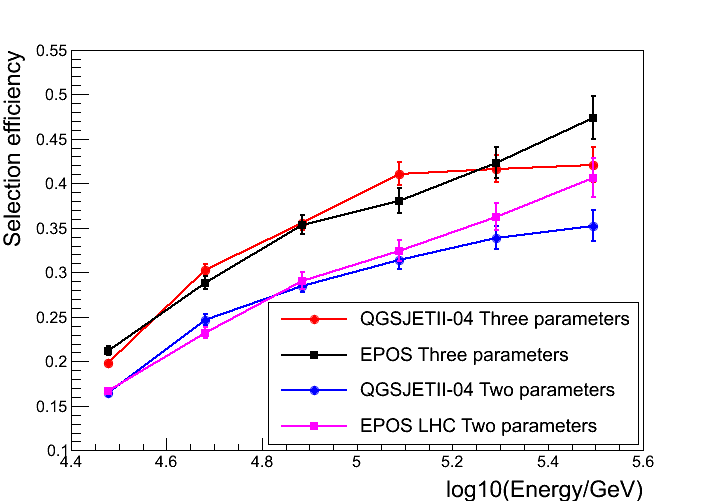 0.55
0.5
0.45
0.4
0.35
0.3
0.25
0.2
0.15
0.1
Selection efficiency
QGSJETII-04 Three parameters
EPOS Three parameters
QGSJETII-04 Two parameters
EPOS LHC Two parameters
4.4 4.6 4.8 5 5.2 5.4 5.6
log10(Energy/GeV)